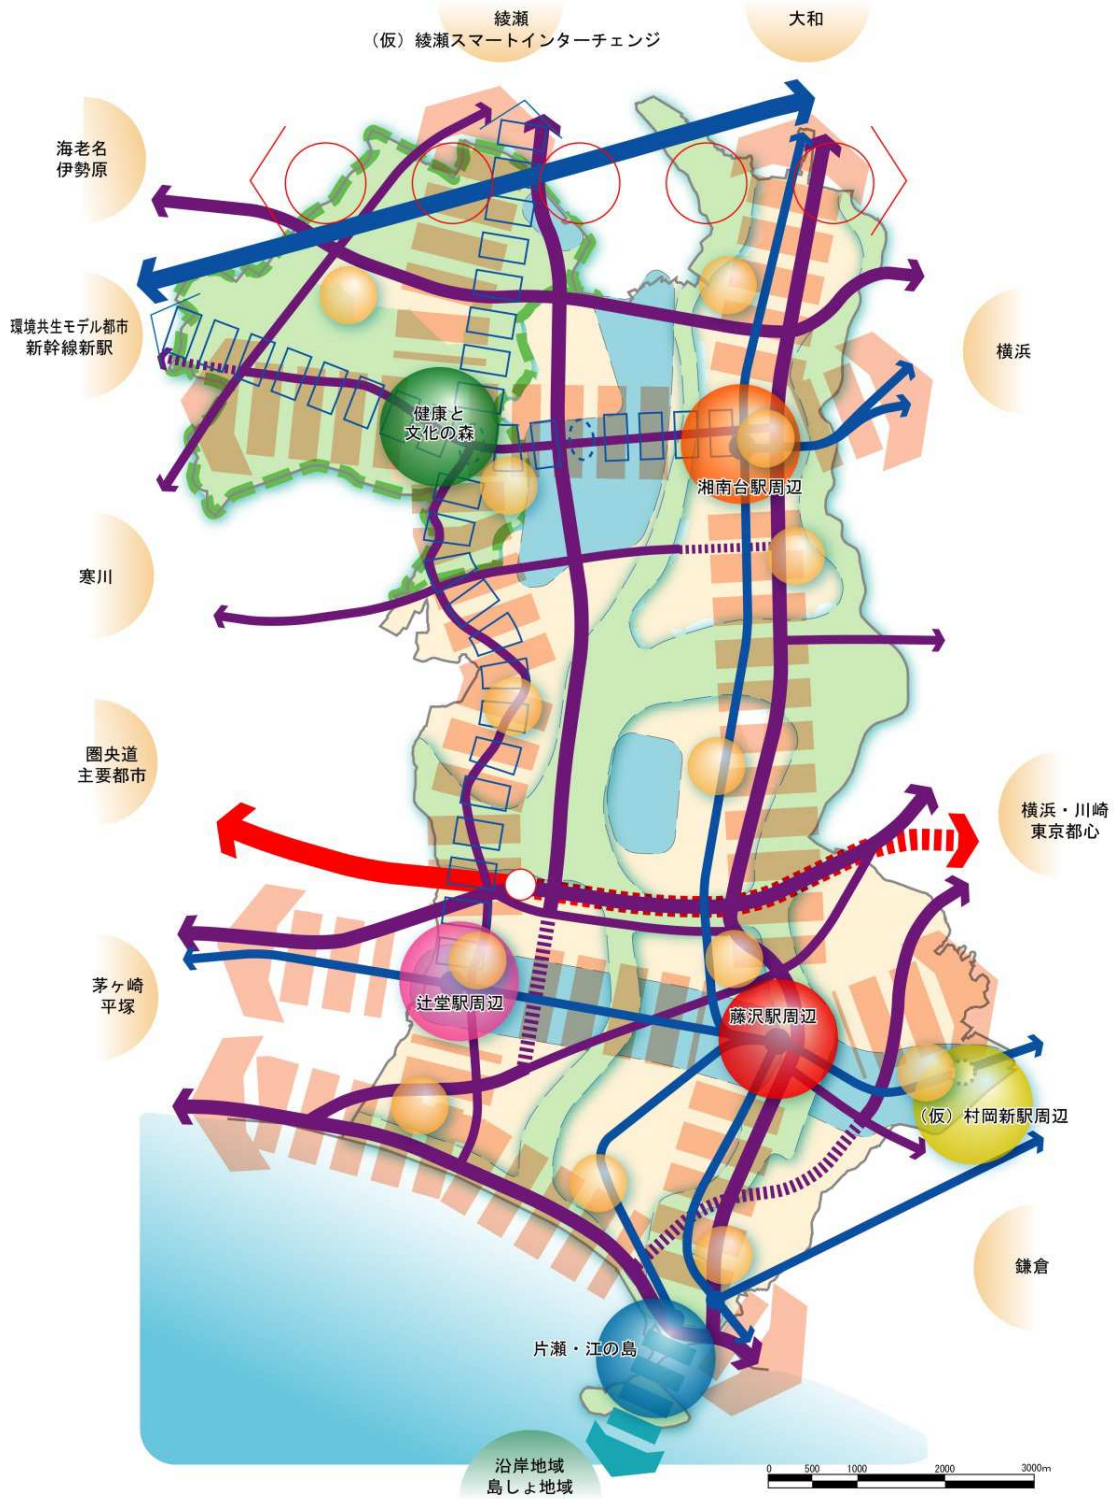 綾瀬
（仮）綾瀬スマートインターチェンジ
大和
海老名
伊勢原
環境共生モデル都市
新幹線新駅
横浜
健康と
文化の森
湘南台駅周辺
寒川
圏央道
主要都市
横浜・川崎
東京都心
茅ヶ崎
平塚
辻堂駅周辺
藤沢駅周辺
（仮）村岡新駅周辺
鎌倉
片瀬・江の島
沿岸地域
島しょ地域
0 500 1000 2000 3000m